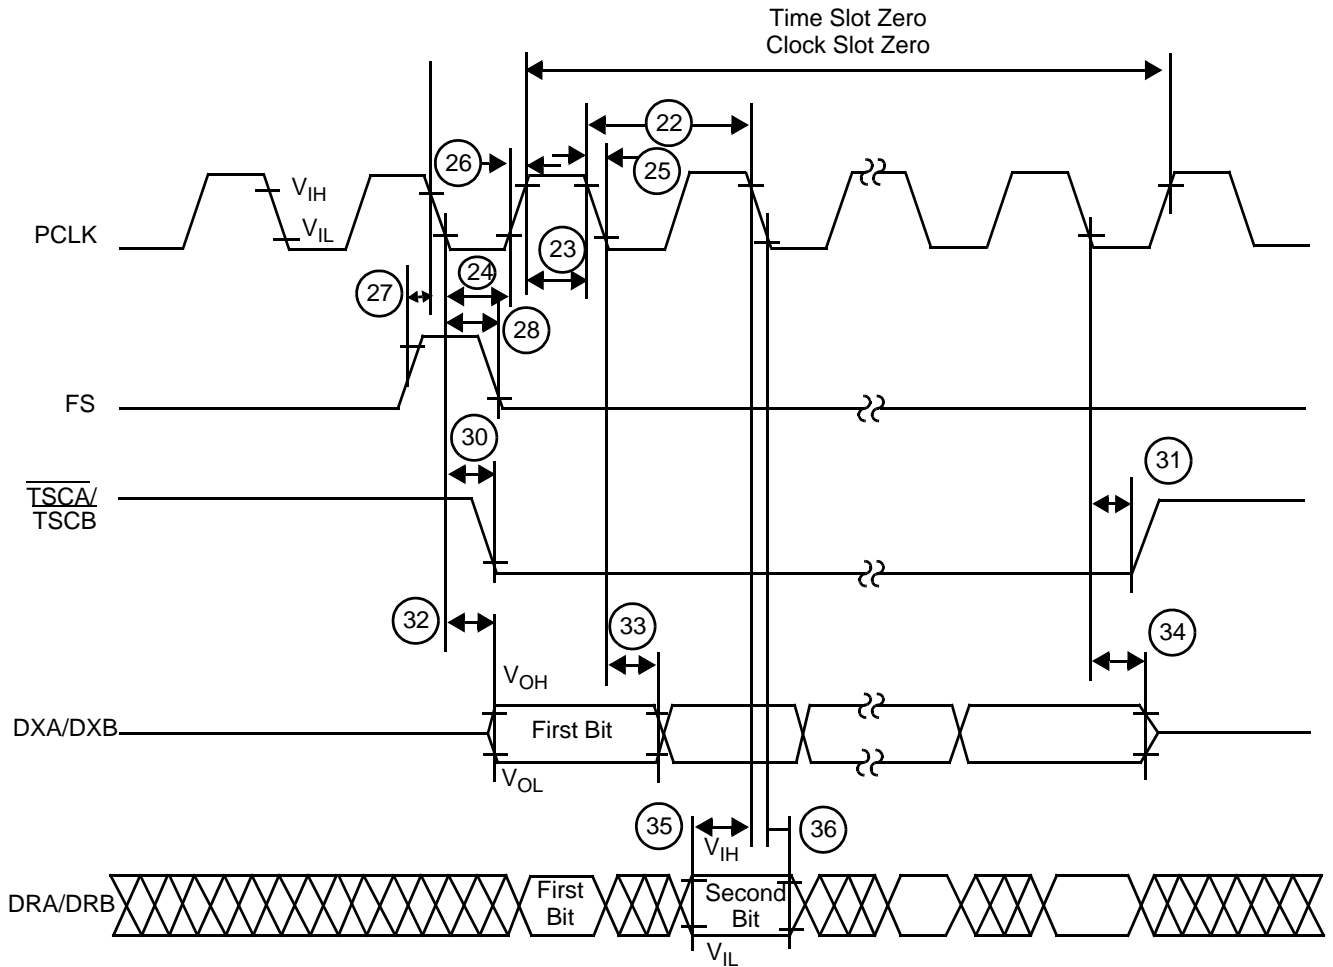 Time Slot Zero
Clock Slot Zero
22
26
25
VIH
VIL
PCLK
23
24
27
28
FS
30
31
TSCA/
TSCB
32
33
34
VOH
DXA/DXB
First Bit
VOL
35
36
VIH
DRA/DRB
First
Bit
Second
Bit
VIL